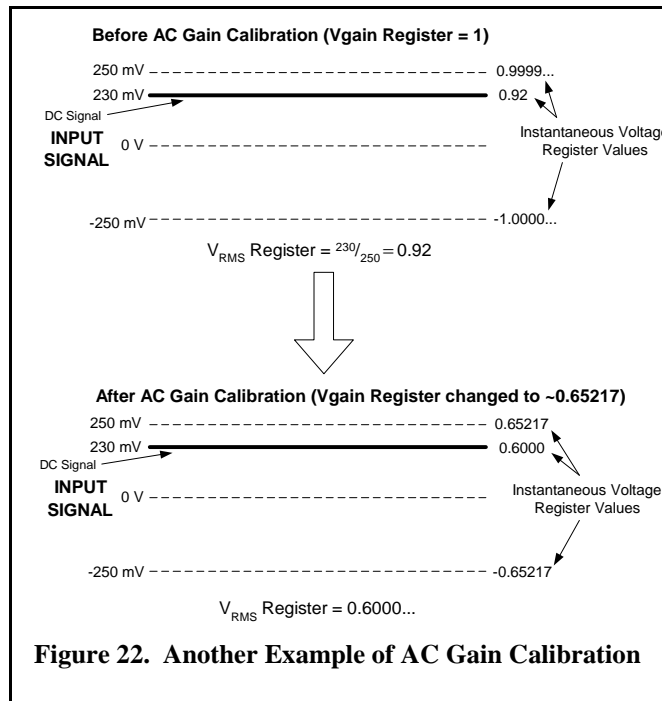 Before AC Gain Calibration (Vgain Register = 1)
250 mV
0.9999...
230 mV
0.92
DC Signal
INPUT
SIGNAL
0 V
Instantaneous Voltage
Register Values
-250 mV
-1.0000...
VRMS Register = 230/250 = 0.92
After AC Gain Calibration (Vgain Register changed to ~0.65217)
250 mV
0.65217
230 mV
0.6000
DC Signal
INPUT
SIGNAL
0 V
Instantaneous Voltage
Register Values
-250 mV
-0.65217
VRMS Register = 0.6000...
Figure 22. Another Example of AC Gain Calibration